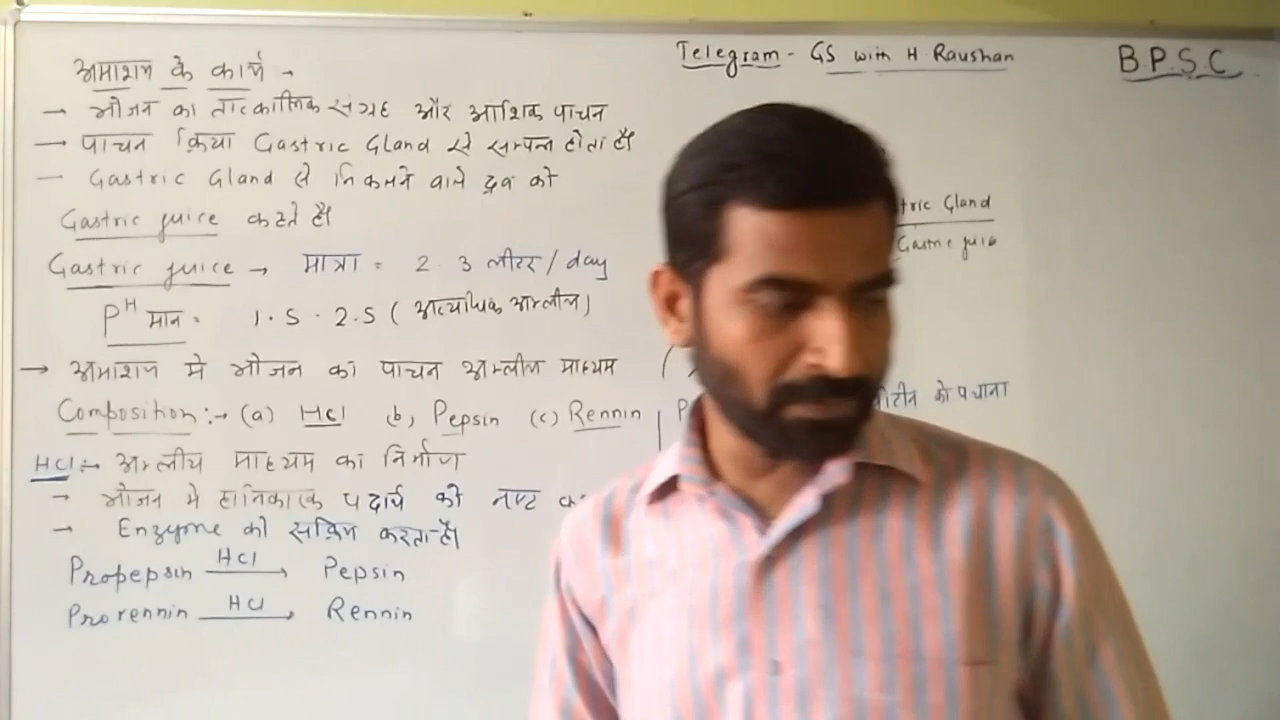 Telegram - GS with H Raushan
BPSC
अमाशय के कार्य →
→ भोजन का तात्कालिक संग्रह और आंशिक पाचन
→ पाचन क्रिया Gastric Gland से सम्पन्न होता है।
— Gastric Gland से निकलने वाले द्रव को
Gastric juice कहते हैं।
Gastric juice → मात्रा = 2-3 लीटर / day
PH मान = 1.5-2.5 ( अत्याधिक अम्लीय)
→ अमाशय मे भोजन का पाचन अम्लीय माध्यम
Composition :→ (a) HCl (b) Pepsin (c) Rennin
HCl :→ अम्लीय माध्यम का निर्माण
→ भोजन मे हानिकारक पदार्थ को नष्ट
→ Enzyme को सक्रिय करता है।
Propepsin HCl → Pepsin
Prorennin HCl → Rennin
tric Gland
Gastric juice
को पचाना